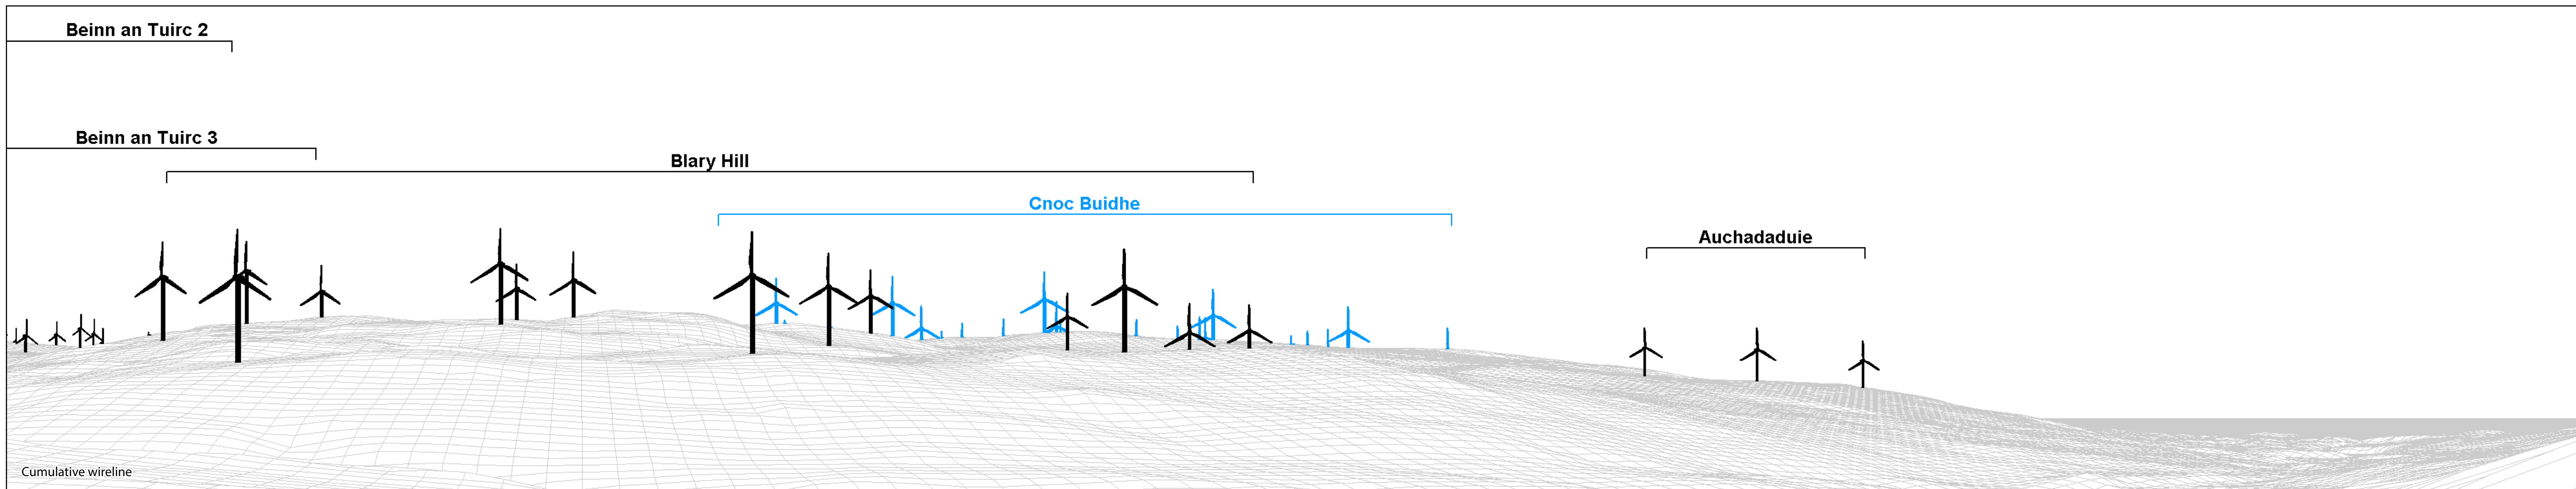 Beinn an Tuirc 2
Beinn an Tuirc 3
Blary Hill
Cnoc Buidhe
Auchadaduie
Cumulative wireline